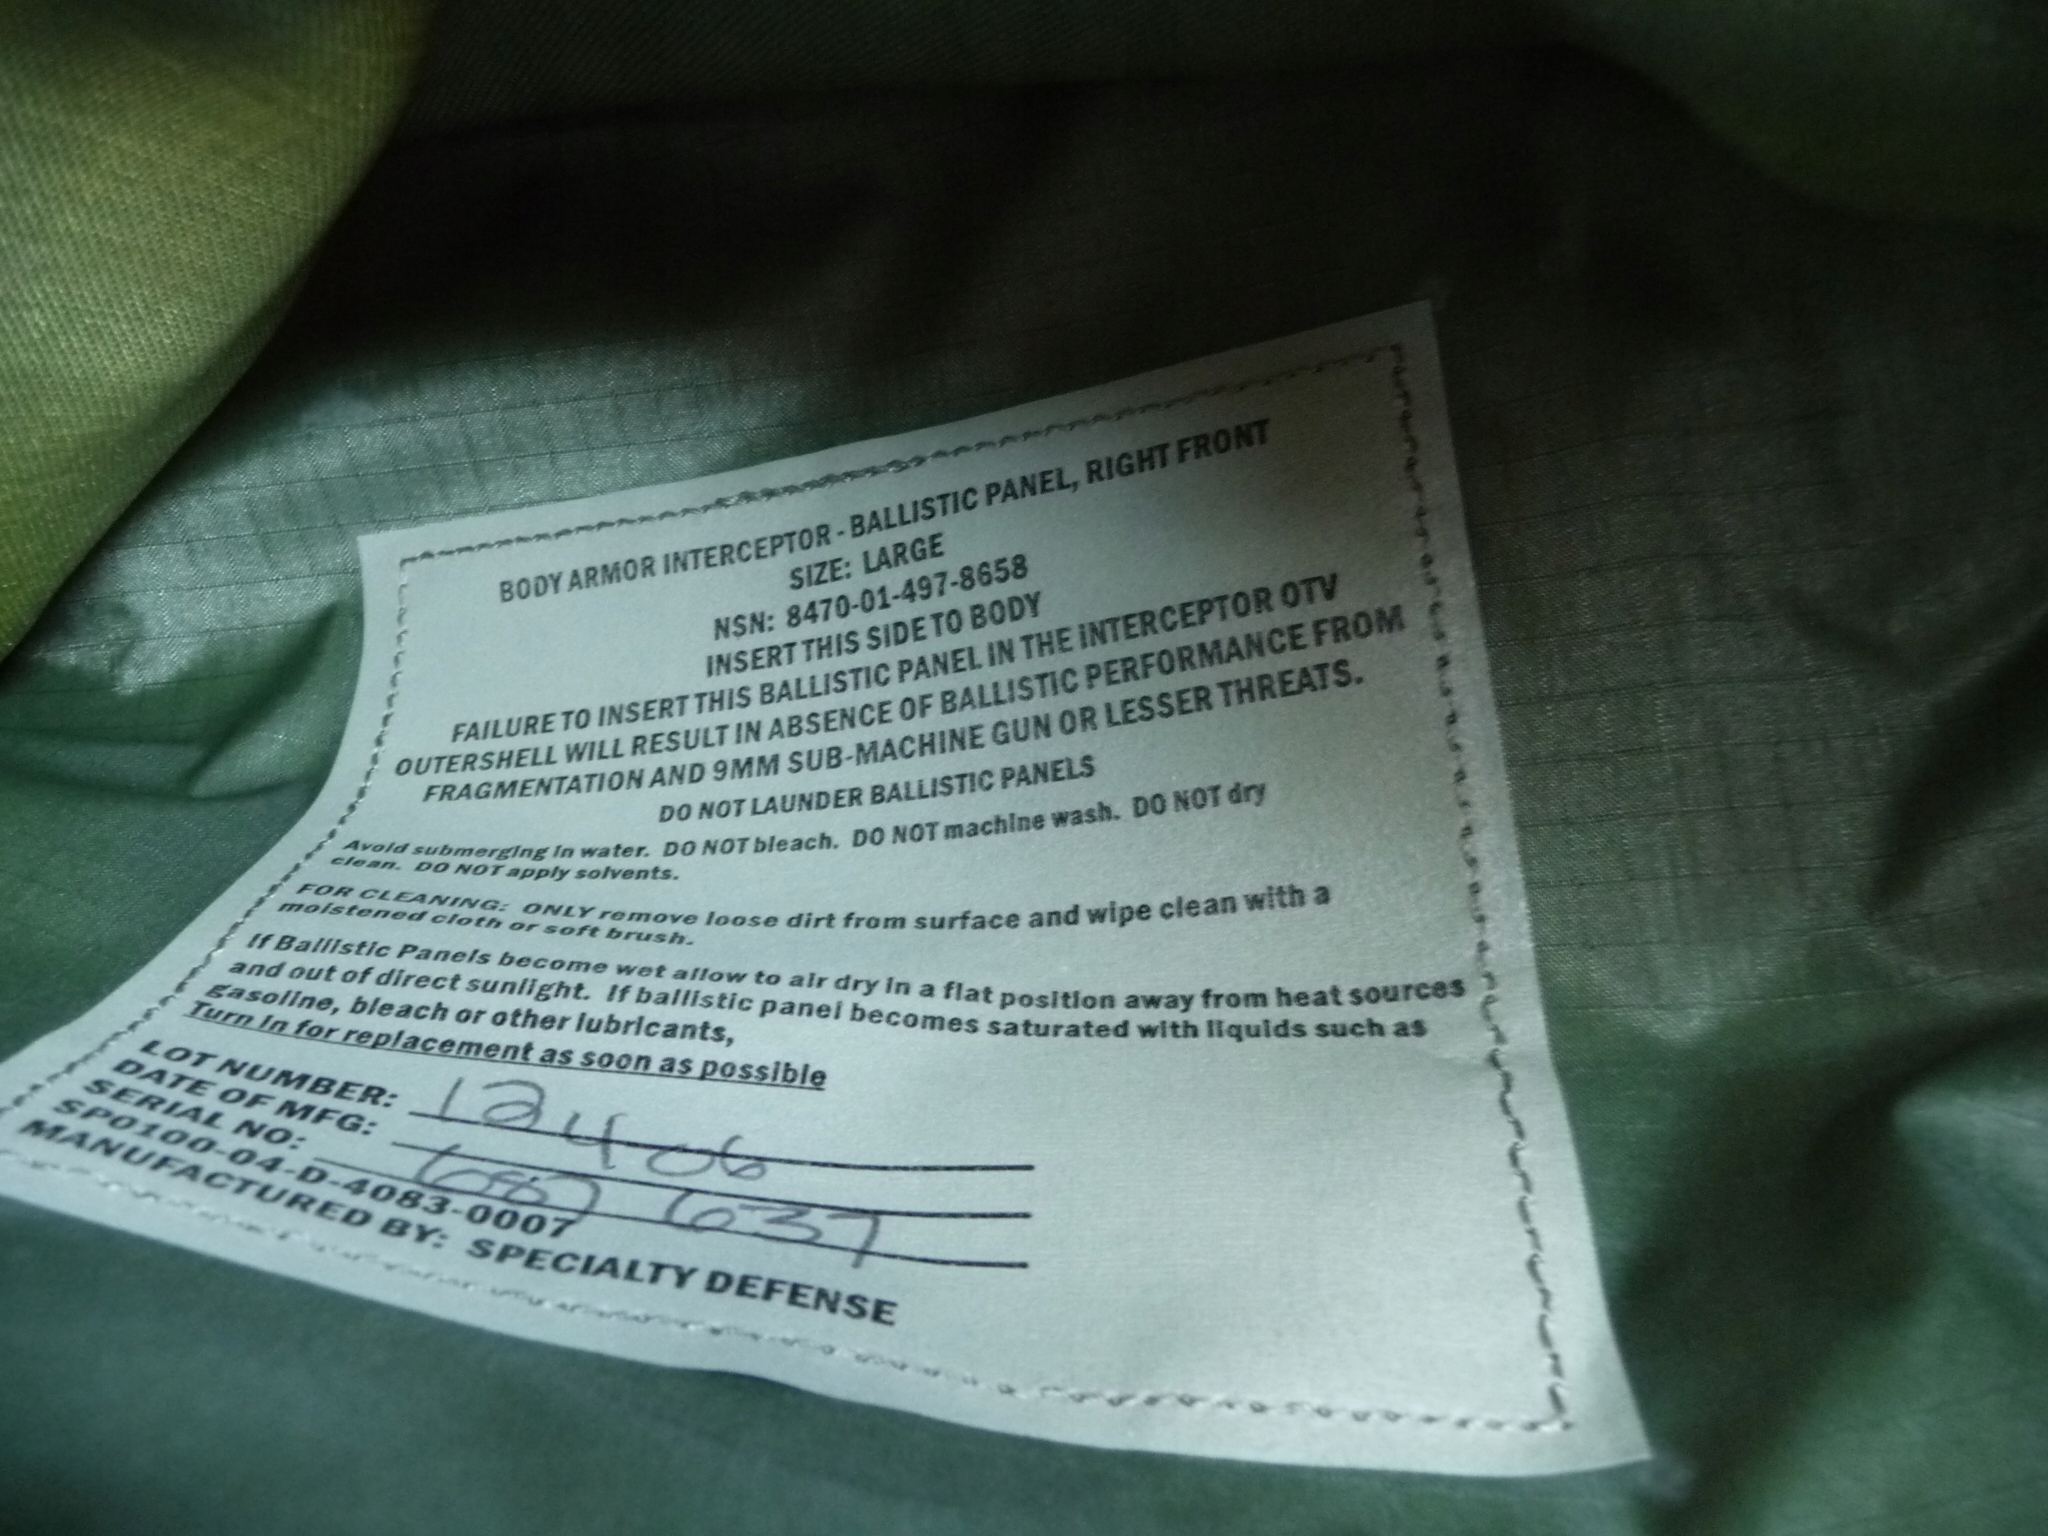 BODY ARMOR INTERCEPTOR - BALLISTIC PANEL, RIGHT FRONT
SIZE: LARGE
NSN: 8470-01-497-8658
INSERT THIS SIDE TO BODY
FAILURE TO INSERT THIS BALLISTIC PANEL IN THE INTERCEPTOR OTV
OUTERSHELL WILL RESULT IN ABSENCE OF BALLISTIC PERFORMANCE FROM
FRAGMENTATION AND 9MM SUB-MACHINE GUN OR LESSER THREATS.
DO NOT LAUNDER BALLISTIC PANELS
Avoid submerging in water. DO NOT bleach. DO NOT machine wash. DO NOT dry
clean. DO NOT apply solvents.
FOR CLEANING: ONLY remove loose dirt from surface and wipe clean with a
moistened cloth or soft brush.
If Ballistic Panels become wet allow to air dry in a flat position away from heat sources
and out of direct sunlight. If ballistic panel becomes saturated with liquids such as
gasoline, bleach or other lubricants,
Turn in for replacement as soon as possible
LOT NUMBER: 12
DATE OF MFG: 4 06
SERIAL NO: 637
SP0100-04-D-4083-0007
MANUFACTURED BY: SPECIALTY DEFENSE